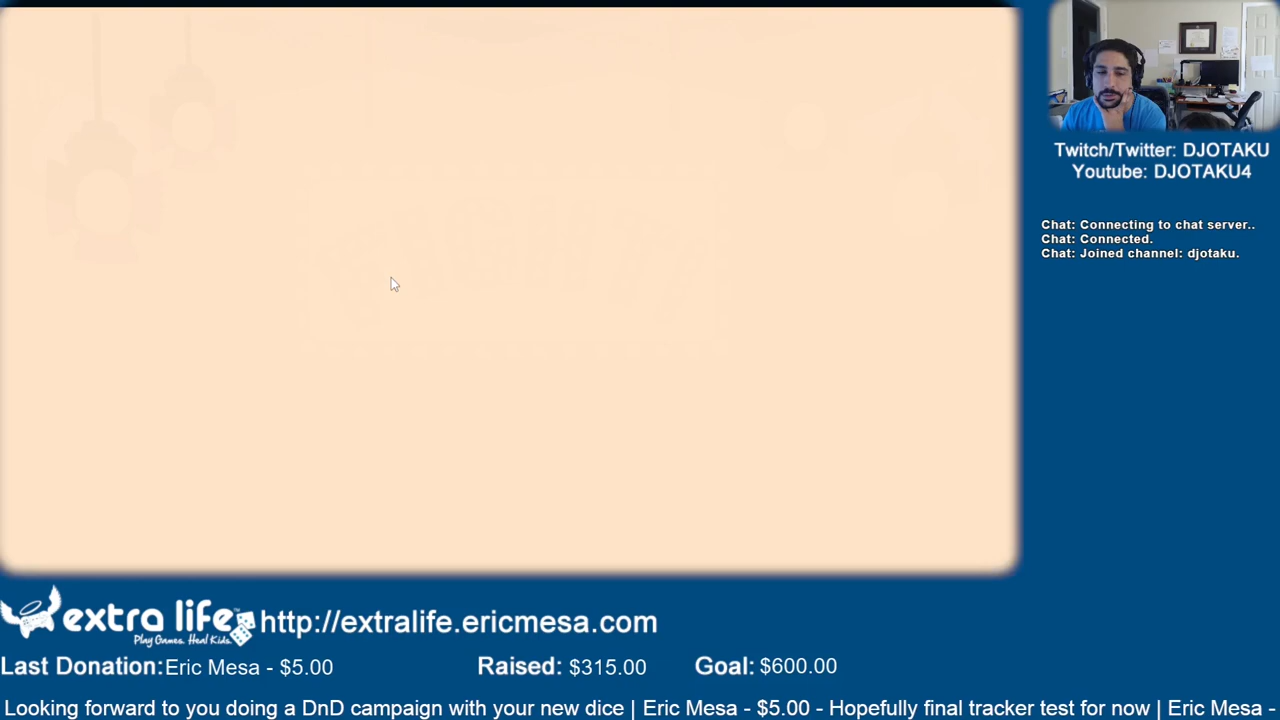 Twitch/Twitter: DJOTAKU
Youtube: DJOTAKU4
Chat: Connecting to chat server..
Chat: Connected.
Chat: Joined channel: djotaku.
extra life
Play Games. Heal Kids.
http://extralife.ericmesa.com
Last Donation: Eric Mesa - $5.00 Raised: $315.00 Goal: $600.00
Looking forward to you doing a DnD campaign with your new dice | Eric Mesa - $5.00 - Hopefully final tracker test for now | Eric Mesa -